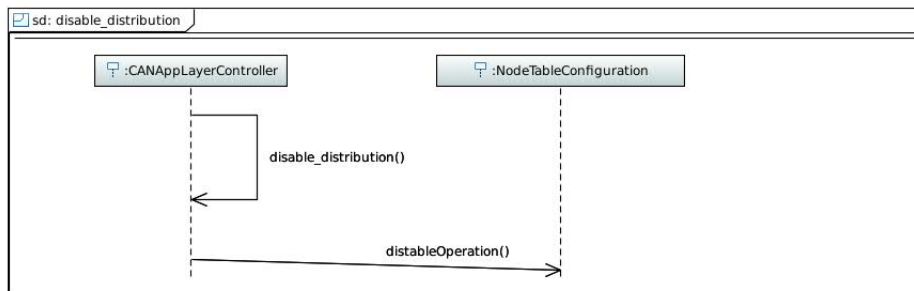 sd: disable_distribution
:CANAppLayerController
:NodeTableConfiguration
disable_distribution()
distableOperation()